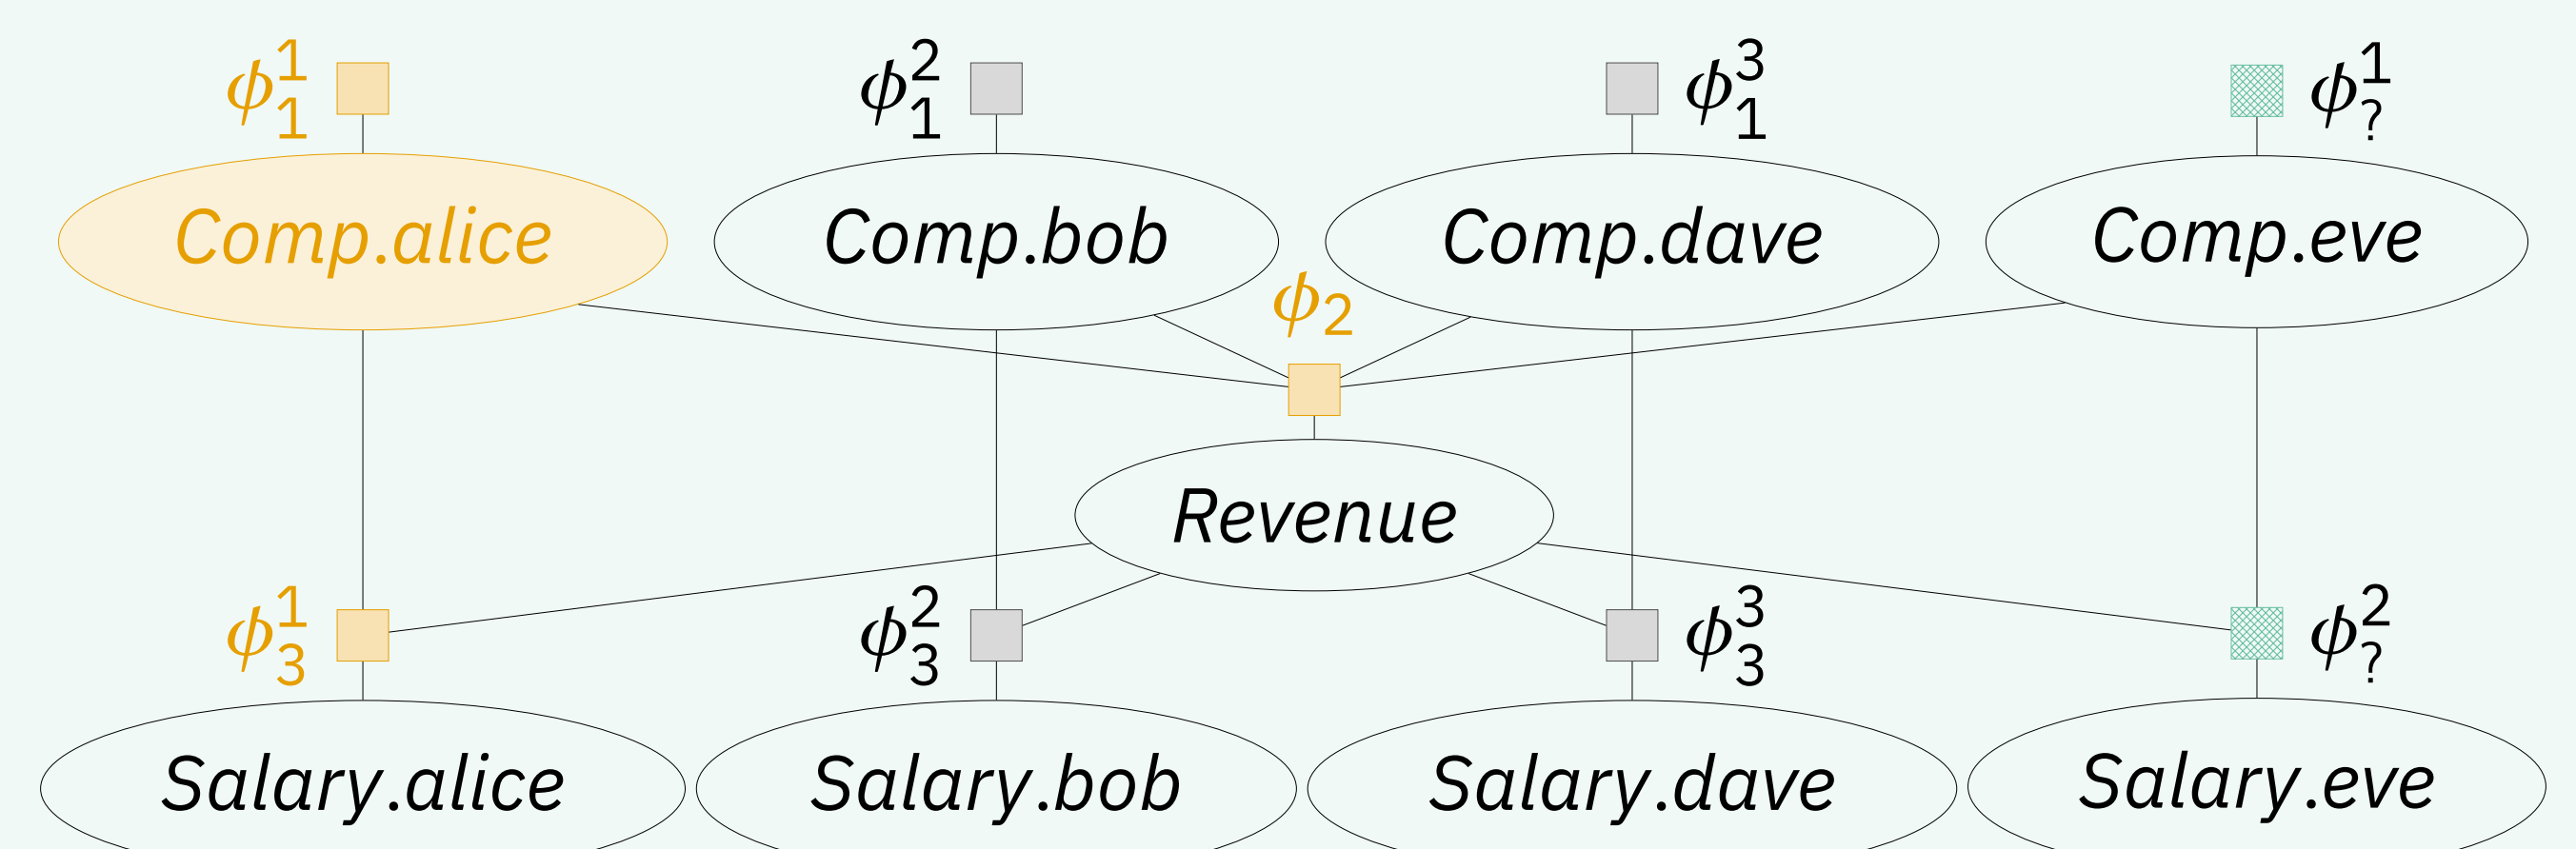 ϕ₁¹ ϕ₁² ϕ₁³ ϕ?¹
Comp.alice Comp.bob Comp.dave Comp.eve
ϕ₂
Revenue
ϕ₃¹ ϕ₃² ϕ₃³ ϕ?²
Salary.alice Salary.bob Salary.dave Salary.eve